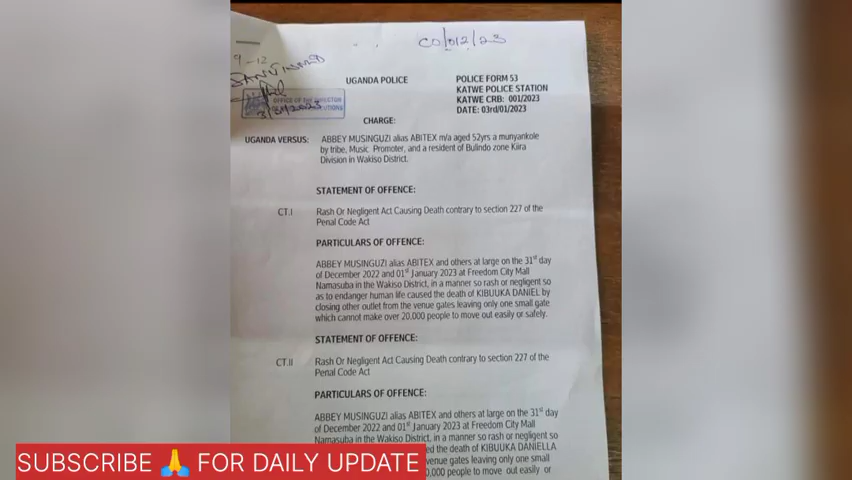 CO/012/23
UGANDA POLICE
POLICE FORM 53
KATWE POLICE STATION
KATWE CRB: 001/2023
DATE: 03rd/01/2023
OFFICE OF THE DIRECTOR
3/3/2023
CHARGE:
UGANDA VERSUS: ABBEY MUSINGUZI alias ABITEX m/a aged 52yrs a munyankole
by tribe, Music Promoter, and a resident of Bulindo zone Kiira
Division in Wakiso District.
STATEMENT OF OFFENCE:
CT.I Rash Or Negligent Act Causing Death contrary to section 227 of the
Penal Code Act
PARTICULARS OF OFFENCE:
ABBEY MUSINGUZI alias ABITEX and others at large on the 31st day
of December 2022 and 01st January 2023 at Freedom City Mall
Namasuba in the Wakiso District, in a manner so rash or negligent so
as to endanger human life caused the death of KIBUUKA DANIEL by
closing other outlet from the venue gates leaving only one small gate
which cannot make over 20.000 people to move out easily or safely.
STATEMENT OF OFFENCE:
CT.II Rash Or Negligent Act Causing Death contrary to section 227 of the
Penal Code Act
PARTICULARS OF OFFENCE:
ABBEY MUSINGUZI alias ABITEX and others at large on the 31st day
of December 2022 and 01st January 2023 at Freedom City Mall
Namasuba in the Wakiso District, in a manner so rash or negligent so
ed the death of KIBUUKA DANIELLA
venue gates leaving only one small
0,000 people to move out easily or
SUBSCRIBE 🙏 FOR DAILY UPDATE